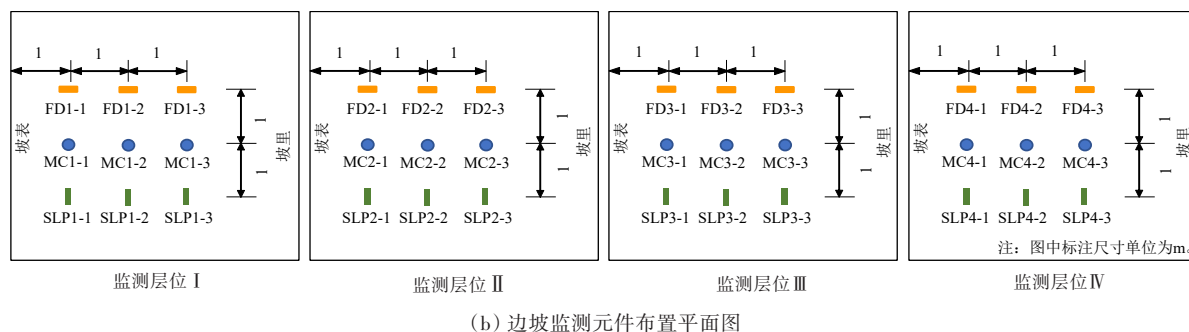 1 1 1
FD1-1 FD1-2 FD1-3
1
坡表 坡里
MC1-1 MC1-2 MC1-3
1
SLP1-1 SLP1-2 SLP1-3
监测层位Ⅰ
1 1 1
FD2-1 FD2-2 FD2-3
1
坡表 坡里
MC2-1 MC2-2 MC2-3
1
SLP2-1 SLP2-2 SLP2-3
监测层位Ⅱ
1 1 1
FD3-1 FD3-2 FD3-3
1
坡表 坡里
MC3-1 MC3-2 MC3-3
1
SLP3-1 SLP3-2 SLP3-3
监测层位Ⅲ
1 1 1
FD4-1 FD4-2 FD4-3
1
坡表 坡里
MC4-1 MC4-2 MC4-3
1
SLP4-1 SLP4-2 SLP4-3
注：图中标注尺寸单位为m。
监测层位Ⅳ
(b) 边坡监测元件布置平面图